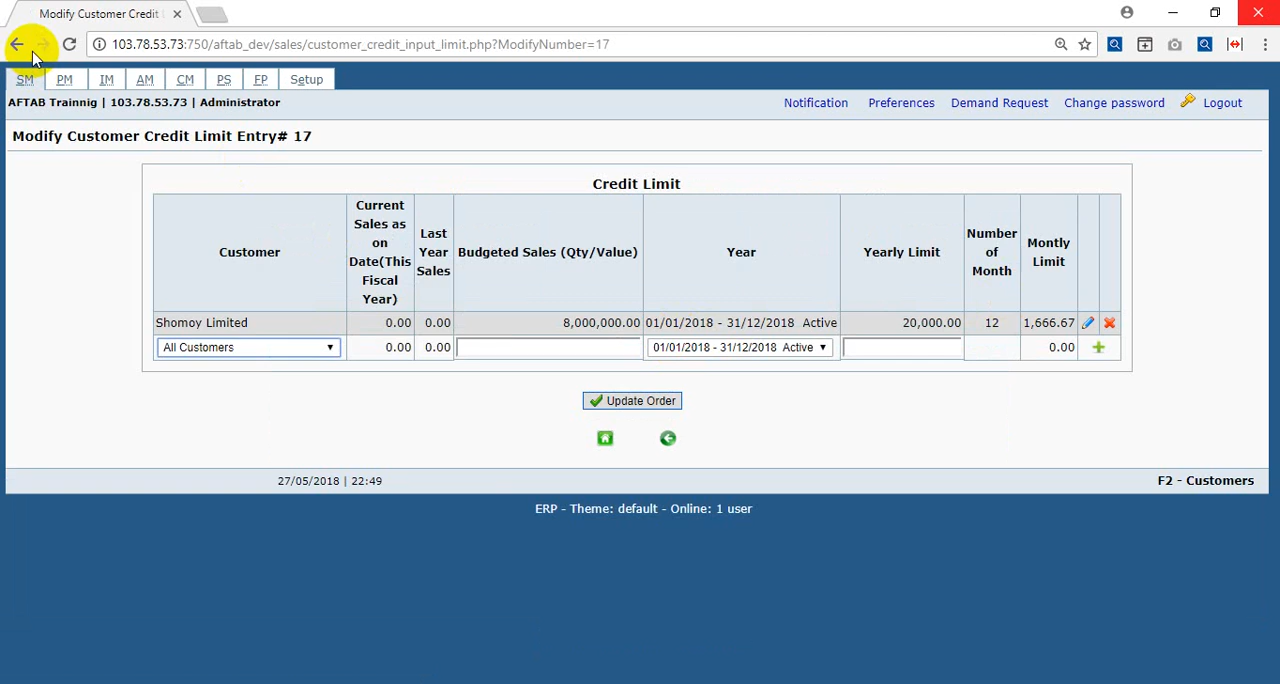 Modify Customer Credit
103.78.53.73:750/aftab_dev/sales/customer_credit_input_limit.php?ModifyNumber=17
SM PM IM AM CM PS FP Setup
AFTAB Trainnig | 103.78.53.73 | Administrator
Notification Preferences Demand Request Change password Logout
Modify Customer Credit Limit Entry# 17
Credit Limit
Customer
Current Sales as on Date(This Fiscal Year)
Last Year Sales
Budgeted Sales (Qty/Value)
Year
Yearly Limit
Number of Month
Montly Limit
Shomoy Limited 0.00 0.00 8,000,000.00 01/01/2018 - 31/12/2018 Active 20,000.00 12 1,666.67
All Customers 0.00 0.00 01/01/2018 - 31/12/2018 Active 0.00
Update Order
27/05/2018 | 22:49
F2 - Customers
ERP - Theme: default - Online: 1 user